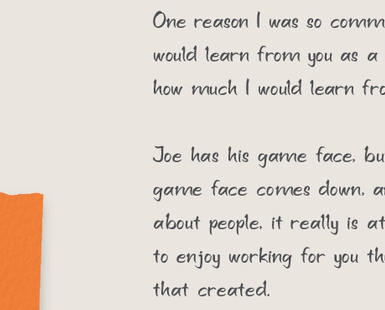 One reason I was so comm
would learn from you as a
how much I would learn fro
Joe has his game face, bu
game face comes down, a
about people, it really is at
to enjoy working for you th
that created.